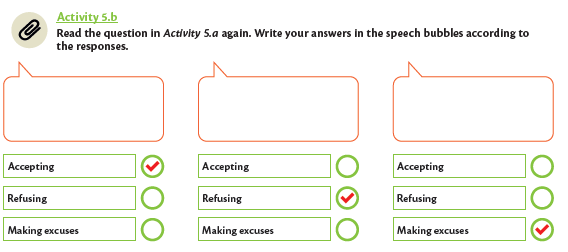 Activity 5.b
Read the question in Activity 5.a again. Write your answers in the speech bubbles according to
the responses.
Accepting
Refusing
Making excuses
Accepting
Refusing
Making excuses
Accepting
Refusing
Making excuses